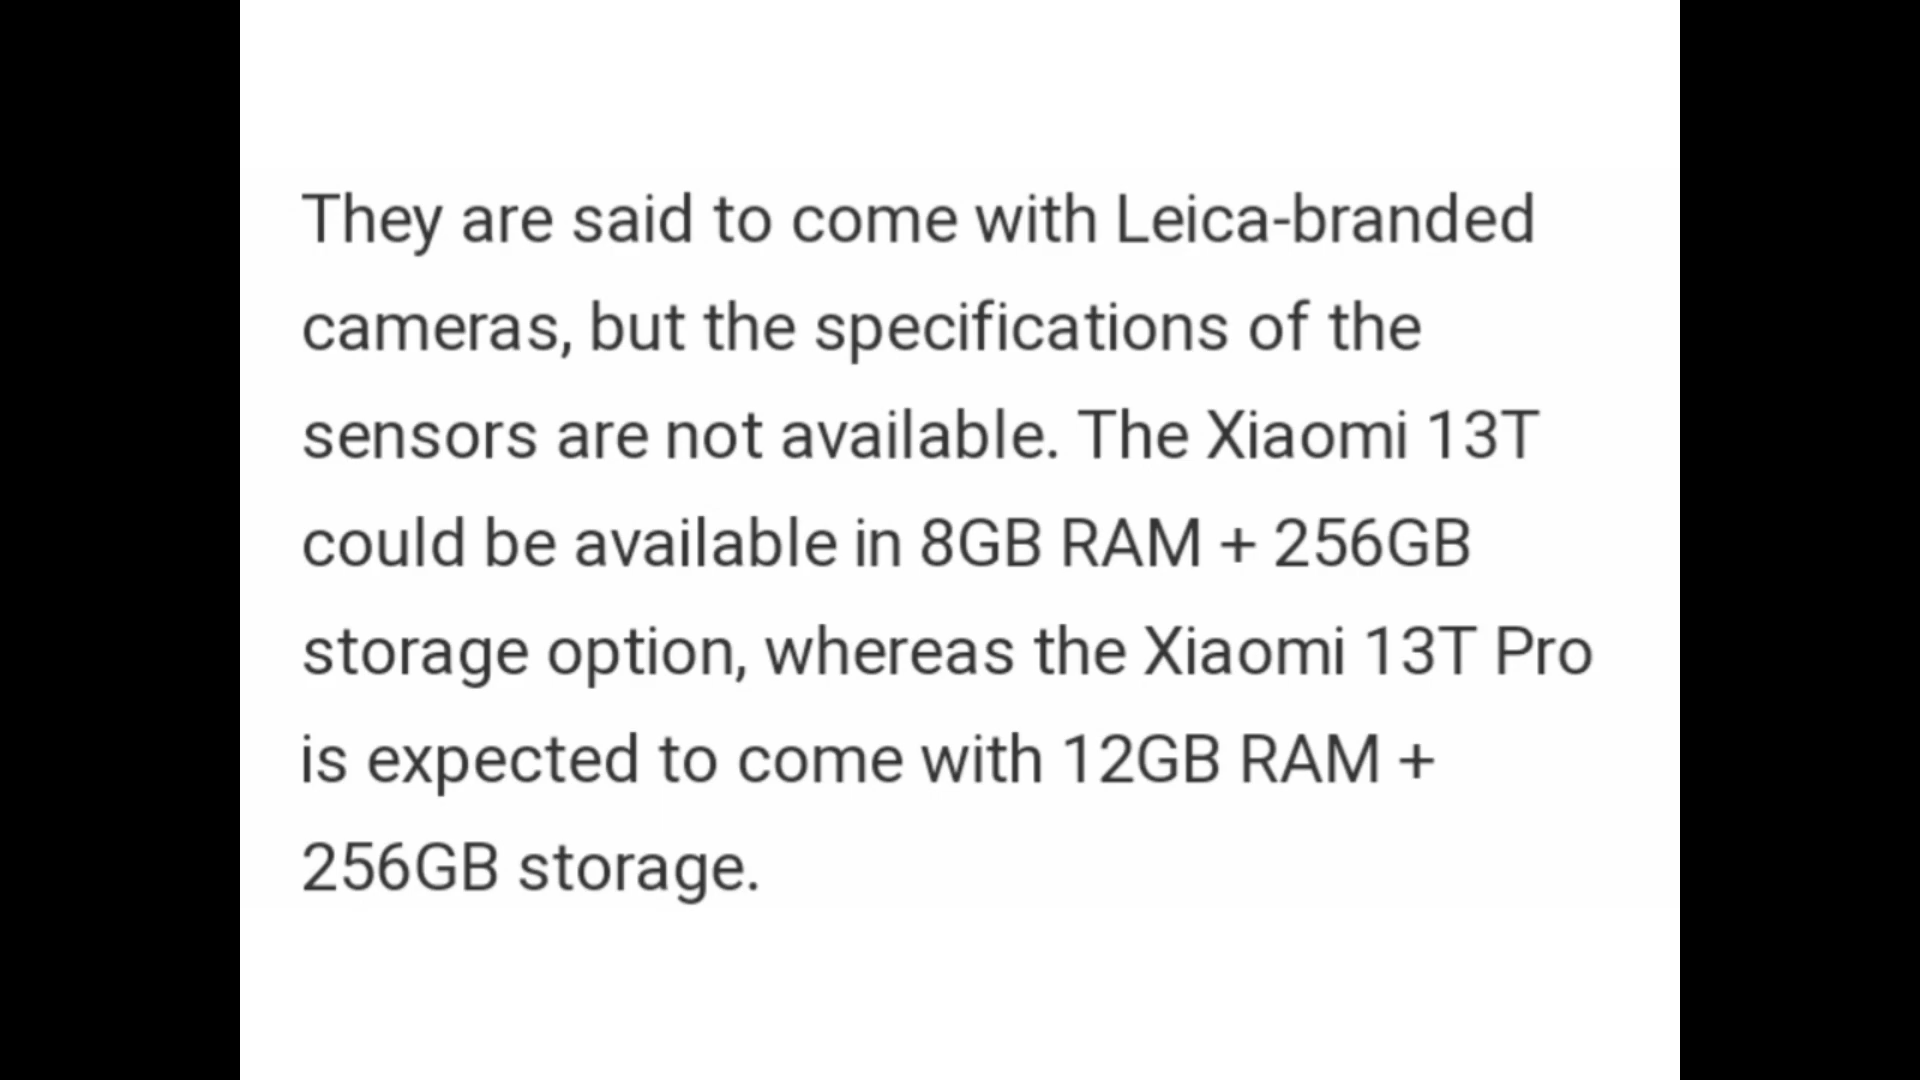 They are said to come with Leica-branded
cameras, but the specifications of the
sensors are not available. The Xiaomi 13T
could be available in 8GB RAM + 256GB
storage option, whereas the Xiaomi 13T Pro
is expected to come with 12GB RAM +
256GB storage.